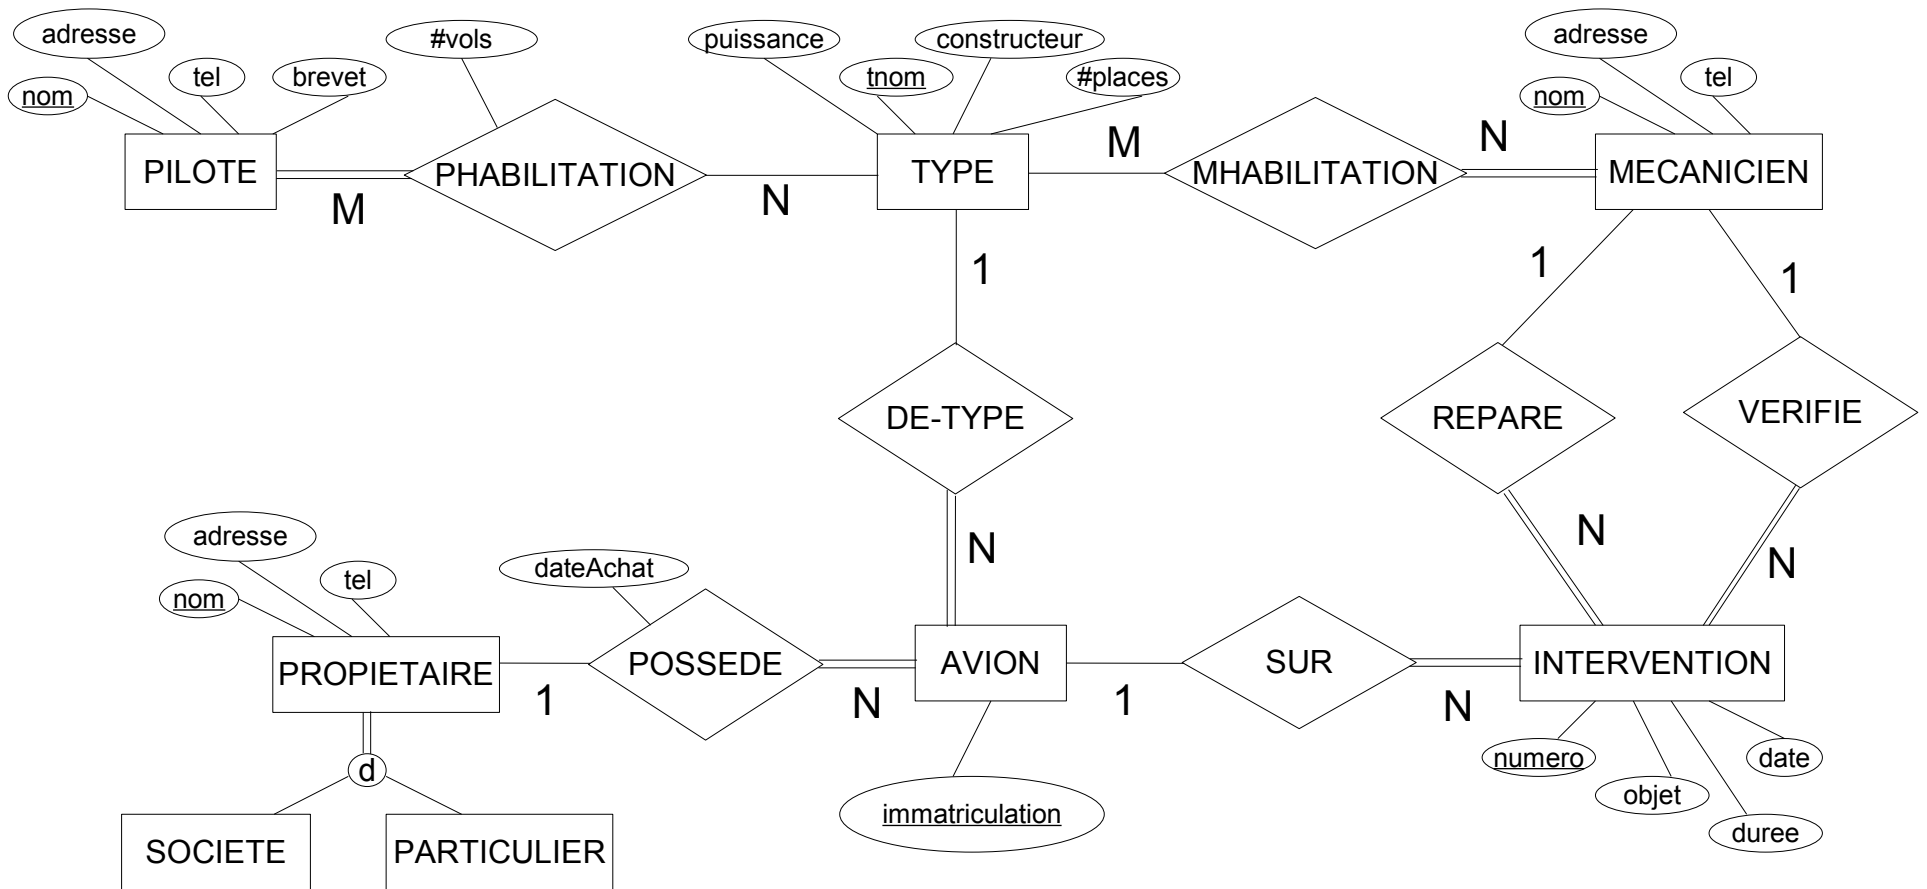 adresse
#vols
puissance
constructeur
adresse
tel
brevet
tnom
#places
tel
nom
nom
PILOTE
PHABILITATION
TYPE
M
MHABILITATION
N
MECANICIEN
M
N
1
1
1
DE-TYPE
REPARE
VERIFIE
adresse
tel
dateAchat
N
N
N
nom
PROPIETAIRE
POSSEDE
AVION
SUR
INTERVENTION
1
N
1
N
d
numero
date
objet
immatriculation
duree
SOCIETE
PARTICULIER